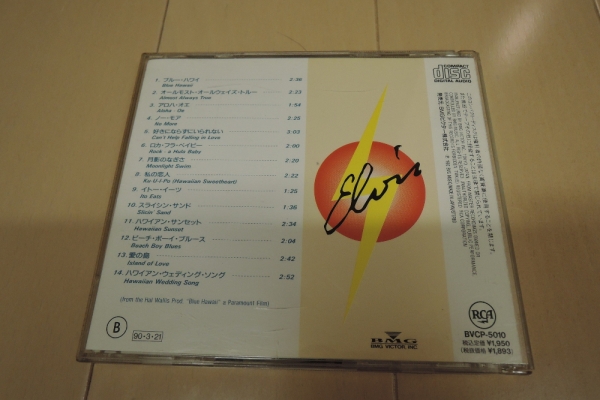 1. ブルー・ハワイ 2:36
Blue Hawaii
2. オールモスト・オールウェイズ・トルー 2:23
Almost Always True
3. アロハ・オエ 1:54
Aloha - Oe
4. ノー・モア 2:25
No More
5. 好きにならずにいられない 3:03
Can't Help Falling in Love
6. ロカ・フラ・ベイビー 2:00
Rock - a Hula Baby
7. 月影のなぎさ 2:20
Moonlight Swim
8. 私の恋人 3:22
Ku-U-I-Po (Hawaiian Sweetheart)
9. イトー・イーツ 1:25
Ito Eats
10. スライシン・サンド 1:36
Slicin' Sand
11. ハワイアン・サンセット 2:34
Hawaiian Sunset
12. ビーチ・ボーイ・ブルース 2:04
Beach Boy Blues
13. 愛の島 2:42
Island of Love
14. ハワイアン・ウェディング・ソング 2:52
Hawaiian Wedding Song
(from the Hal Wallis Prod. "Blue Hawaii" a Paramount Film)
B
90・3・21
Elvis
BMG
BMG VICTOR, INC.
COMPACT
disc
DIGITAL AUDIO
RCA
BVCP-5010
税込定価 ¥1,950
(税抜価格 ¥1,893)